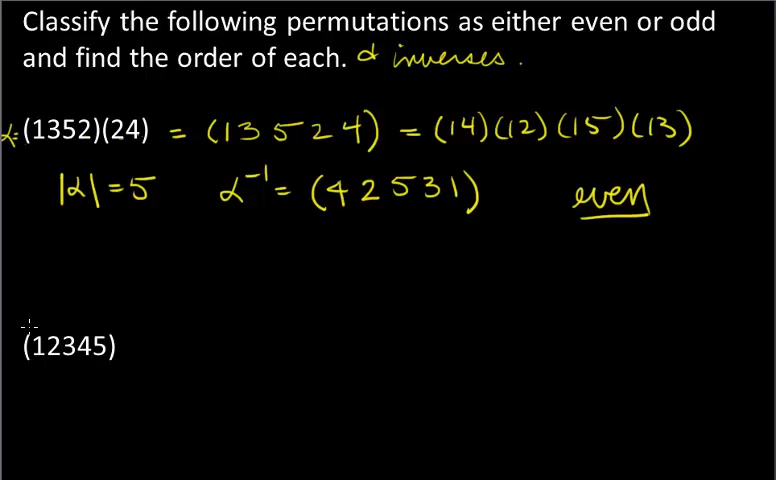 Classify the following permutations as either even or odd
and find the order of each. & inverses.
α=(1352)(24) = (13524) = (14)(12)(15)(13)
|α|=5 α⁻¹= (42531) even
(12345)